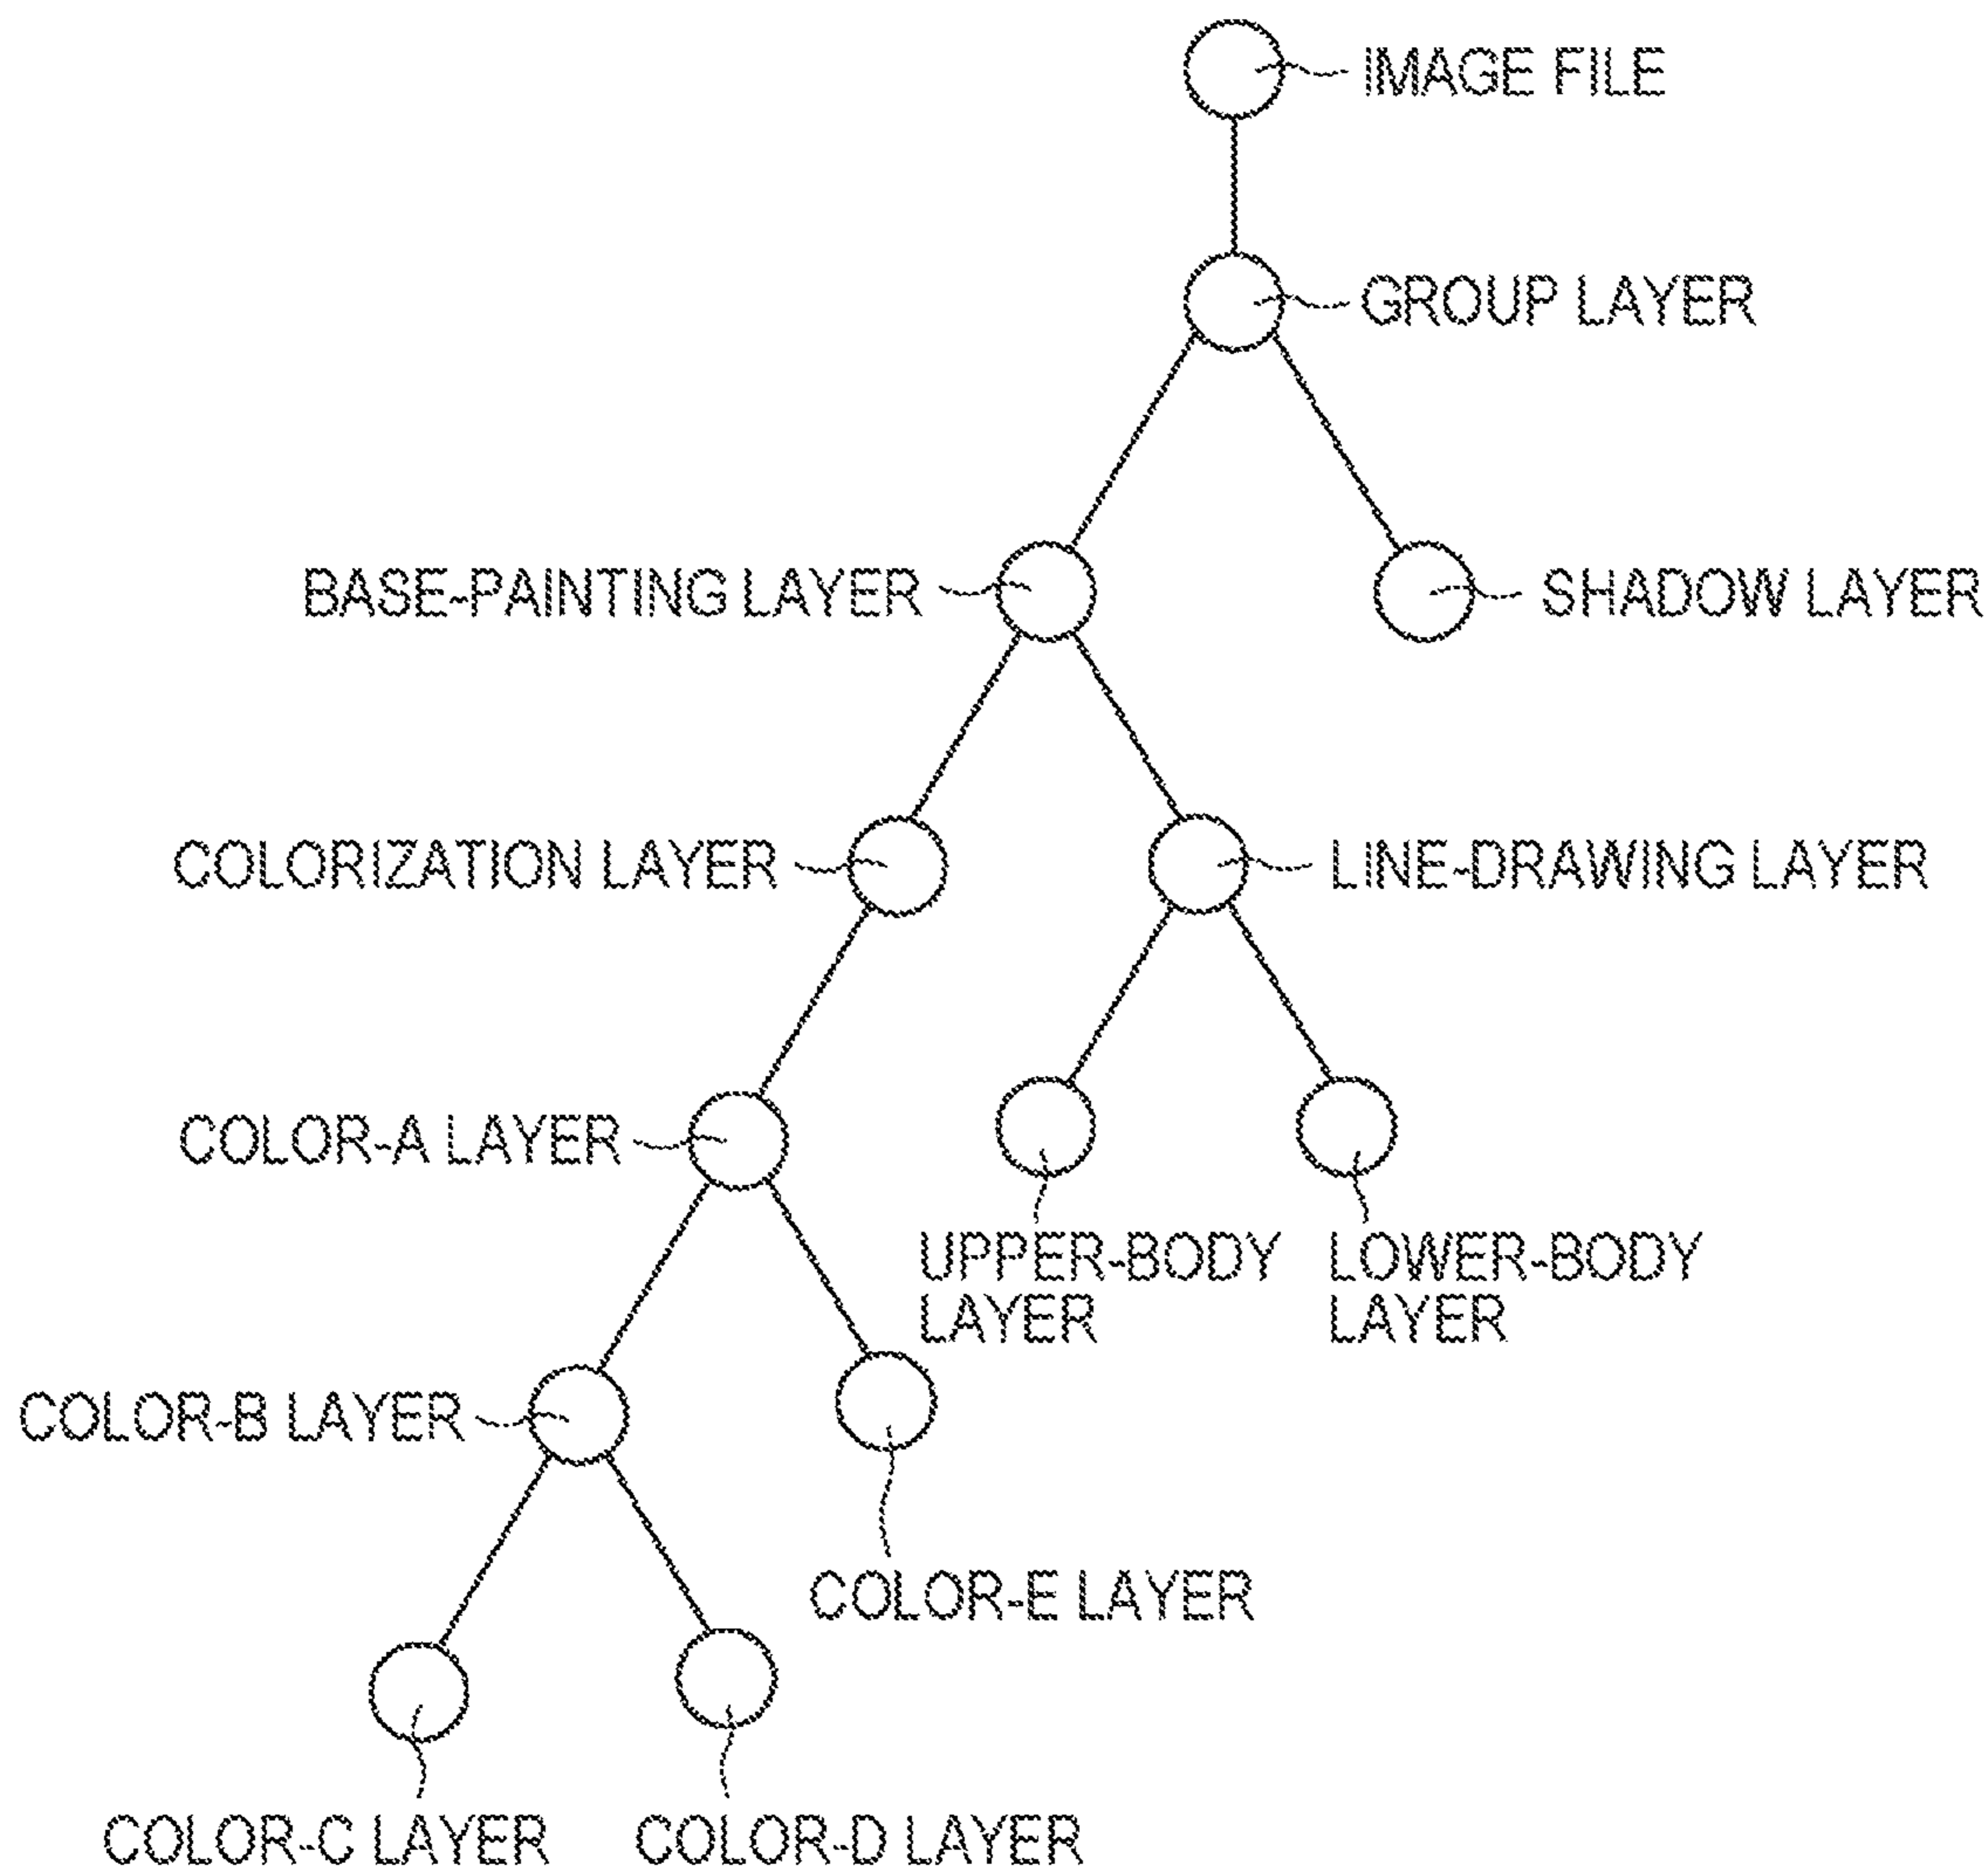 IMAGE FILE
GROUP LAYER
BASE-PAINTING LAYER
SHADOW LAYER
COLORIZATION LAYER
LINE-DRAWING LAYER
COLOR-A LAYER
UPPER-BODY
LAYER
LOWER-BODY
LAYER
COLOR-B LAYER
COLOR-E LAYER
COLOR-C LAYER
COLOR-D LAYER